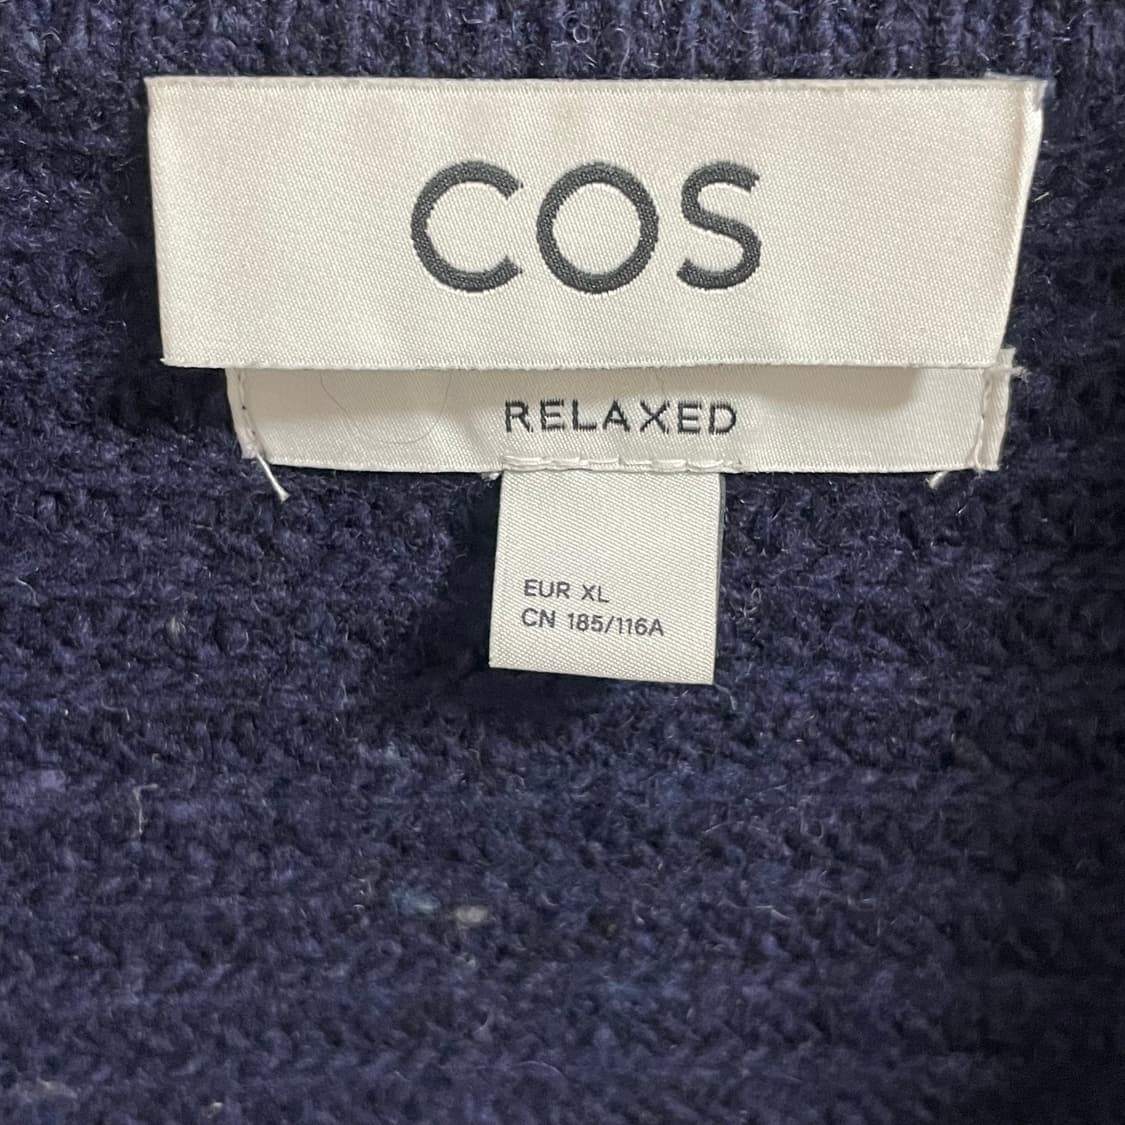 COS
RELAXED
EUR XL
CN 185/116A